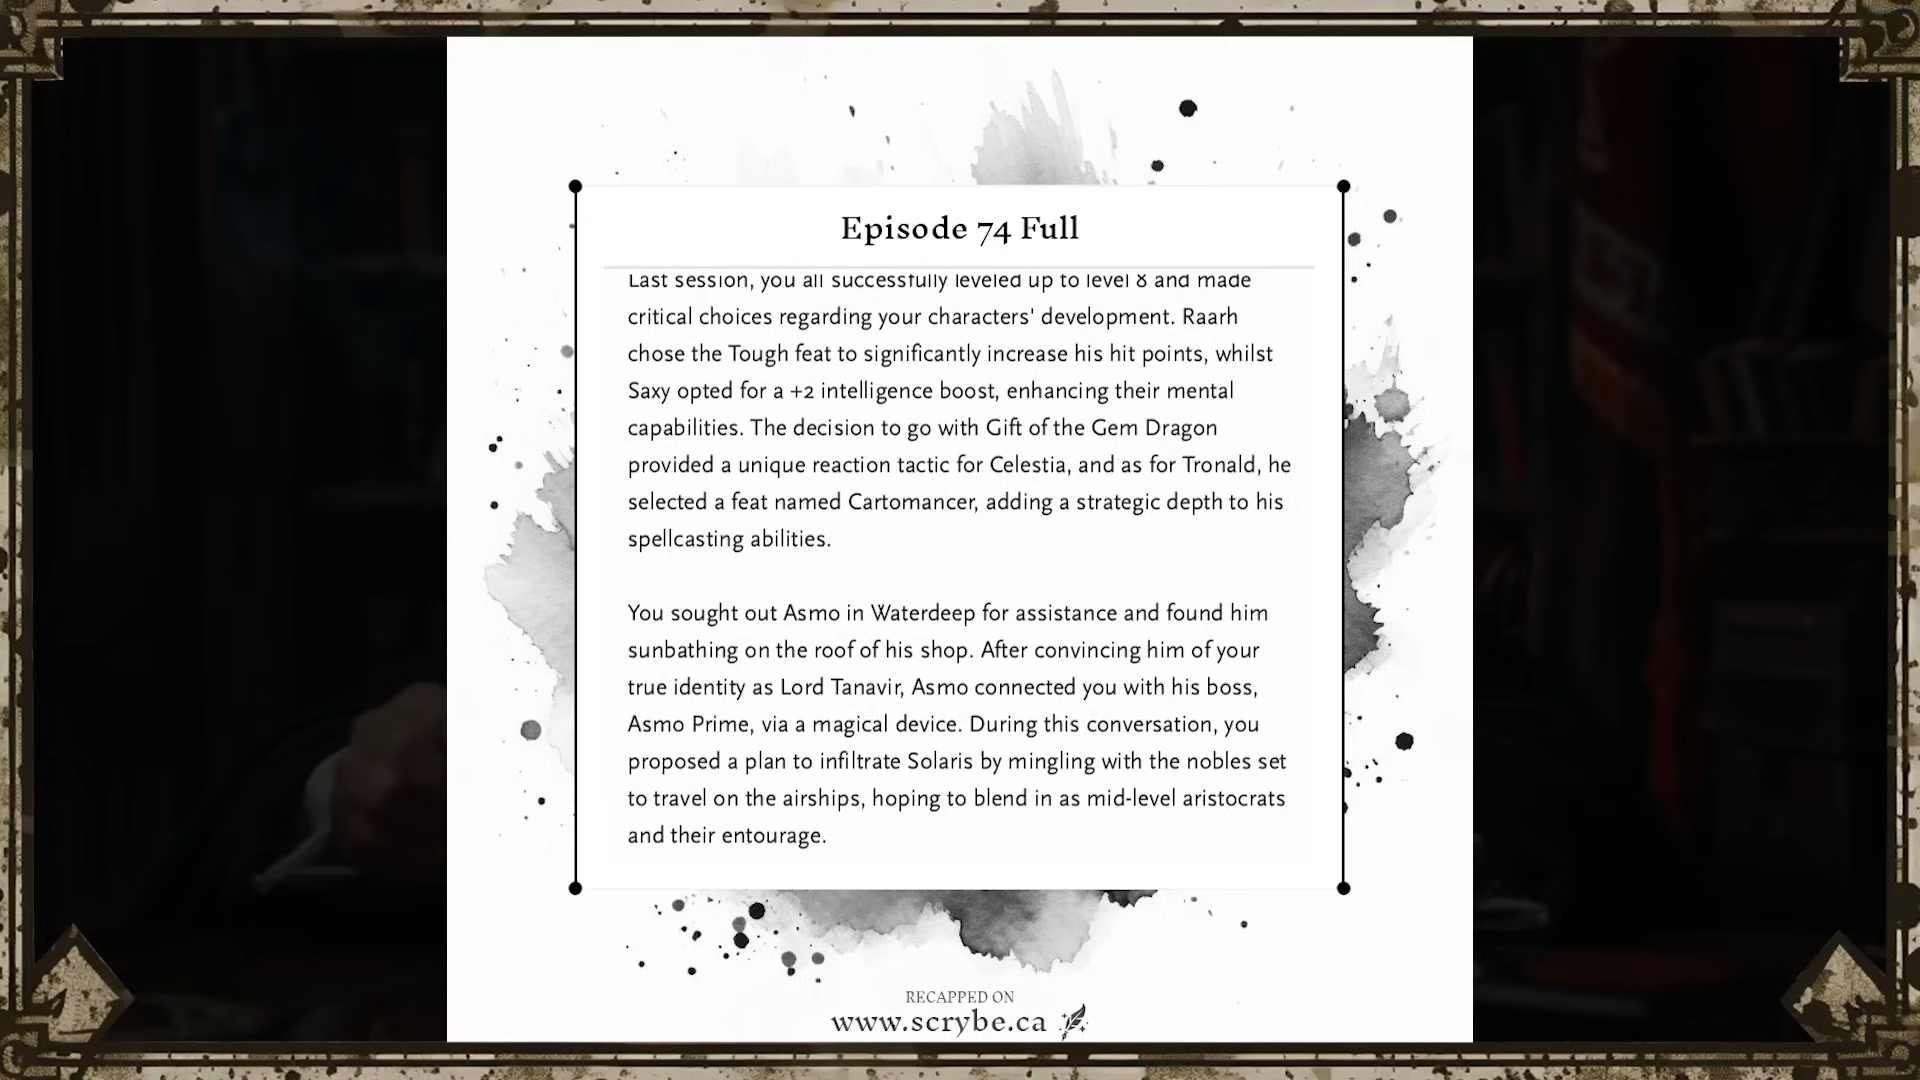 Episode 74 Full
Last session, you all successfully leveled up to level 8 and made
critical choices regarding your characters' development. Raarh
chose the Tough feat to significantly increase his hit points, whilst
Saxy opted for a +2 intelligence boost, enhancing their mental
capabilities. The decision to go with Gift of the Gem Dragon
provided a unique reaction tactic for Celestia, and as for Tronald, he
selected a feat named Cartomancer, adding a strategic depth to his
spellcasting abilities.
You sought out Asmo in Waterdeep for assistance and found him
sunbathing on the roof of his shop. After convincing him of your
true identity as Lord Tanavir, Asmo connected you with his boss,
Asmo Prime, via a magical device. During this conversation, you
proposed a plan to infiltrate Solaris by mingling with the nobles set
to travel on the airships, hoping to blend in as mid-level aristocrats
and their entourage.
RECAPPED ON
www.scrybe.ca